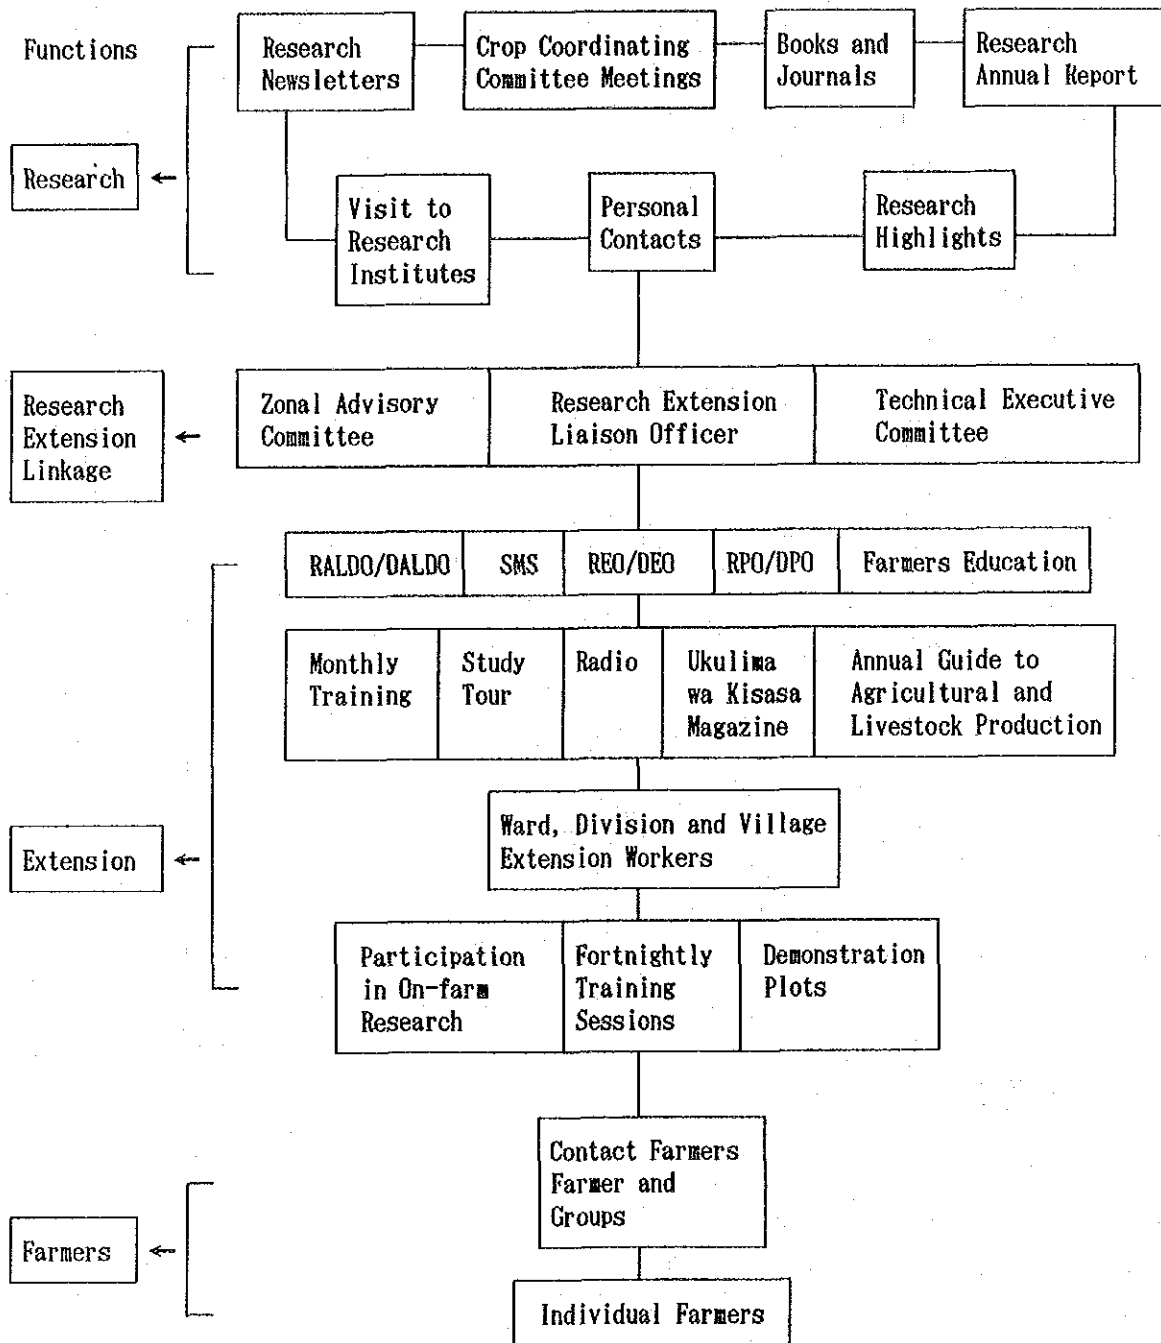 Functions
Research
Newsletters
Crop Coordinating
Committee Meetings
Books and
Journals
Research
Annual Report
Research
Visit to
Research
Institutes
Personal
Contacts
Research
Highlights
Research
Extension
Linkage
Zonal Advisory
Committee
Research Extension
Liaison Officer
Technical Executive
Committee
RALDO/DALDO
SMS
REO/DEO
RPO/DPO
Farmers Education
Monthly
Training
Study
Tour
Radio
Ukulima
wa Kisasa
Magazine
Annual Guide to
Agricultural and
Livestock Production
Extension
Ward, Division and Village
Extension Workers
Participation
in On-farm
Research
Fortnightly
Training
Sessions
Demonstration
Plots
Contact Farmers
Farmer and
Groups
Farmers
Individual Farmers